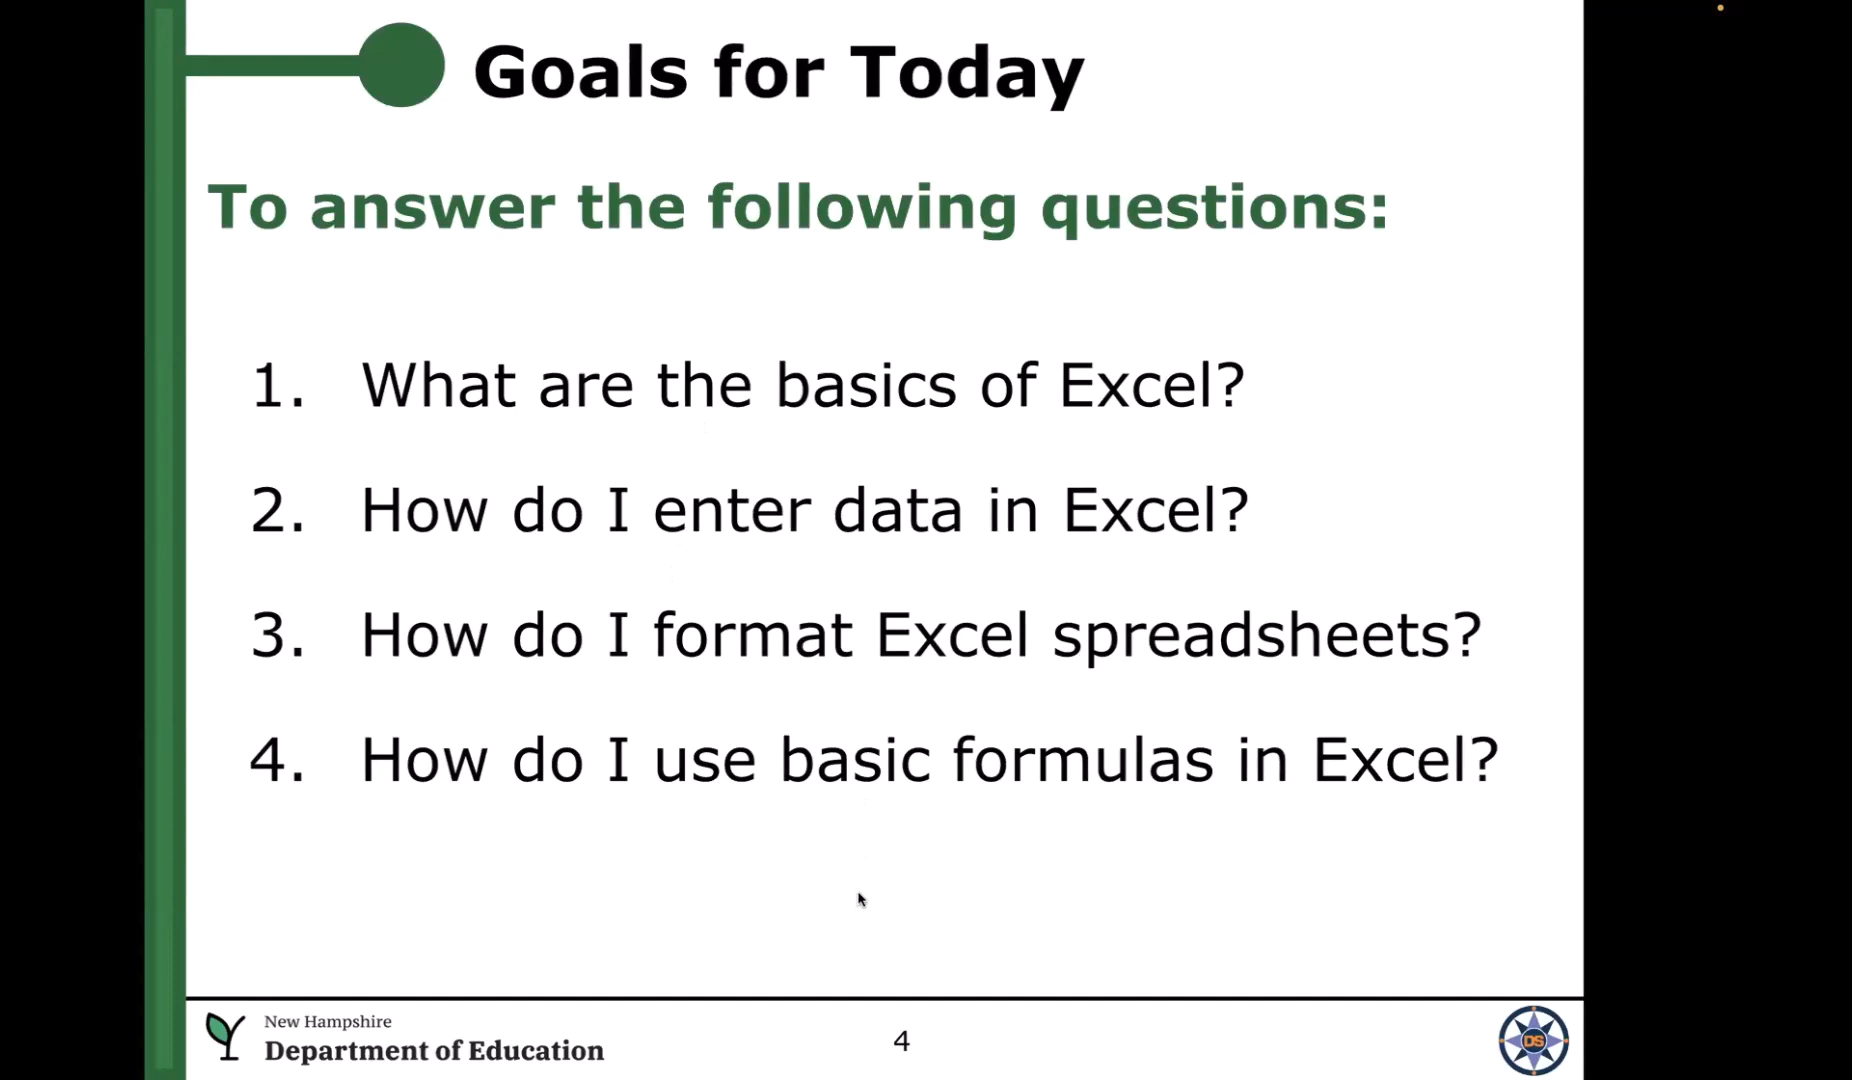 Goals for Today
To answer the following questions:
1. What are the basics of Excel?
2. How do I enter data in Excel?
3. How do I format Excel spreadsheets?
4. How do I use basic formulas in Excel?
New Hampshire
Department of Education
4
DS